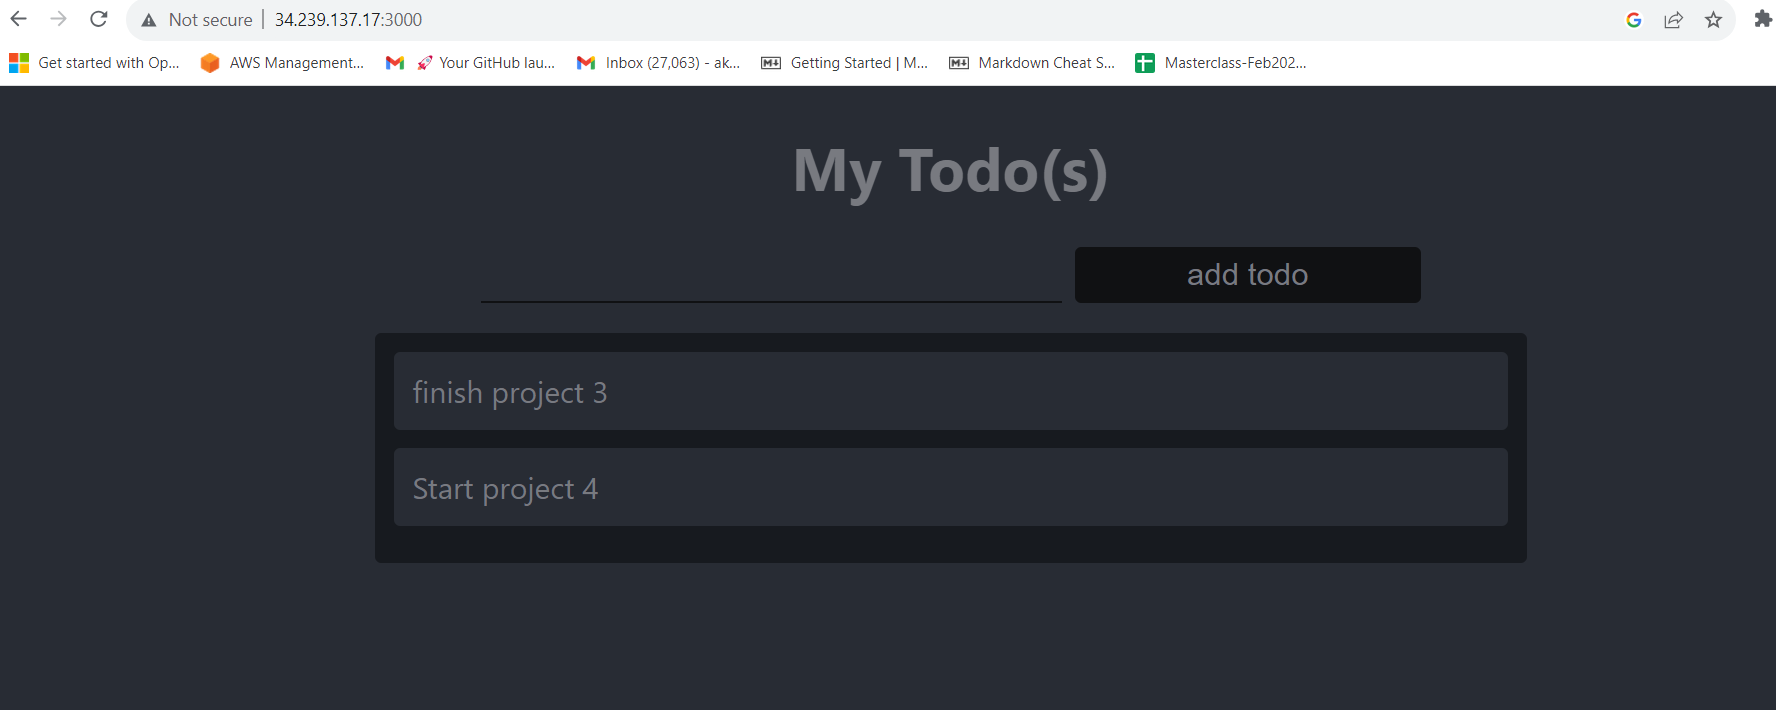 Not secure | 34.239.137.17:3000
Get started with Op... AWS Management... 🚀 Your GitHub lau... Inbox (27,063) - ak... Getting Started | M... Markdown Cheat S... Masterclass-Feb202...
My Todo(s)
add todo
finish project 3
Start project 4